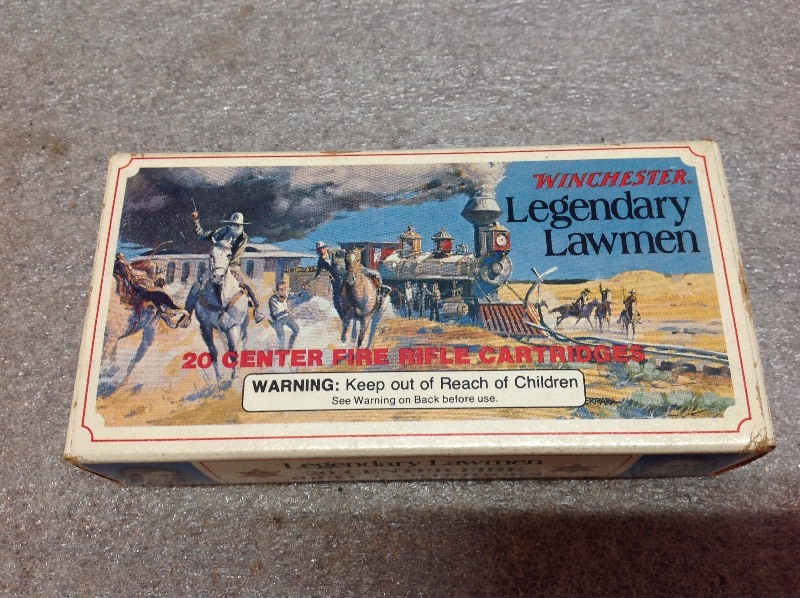 WINCHESTER
Legendary
Lawmen
20 CENTER FIRE RIFLE CARTRIDGES
WARNING: Keep out of Reach of Children
See Warning on Back before use.
Legendary Lawmen